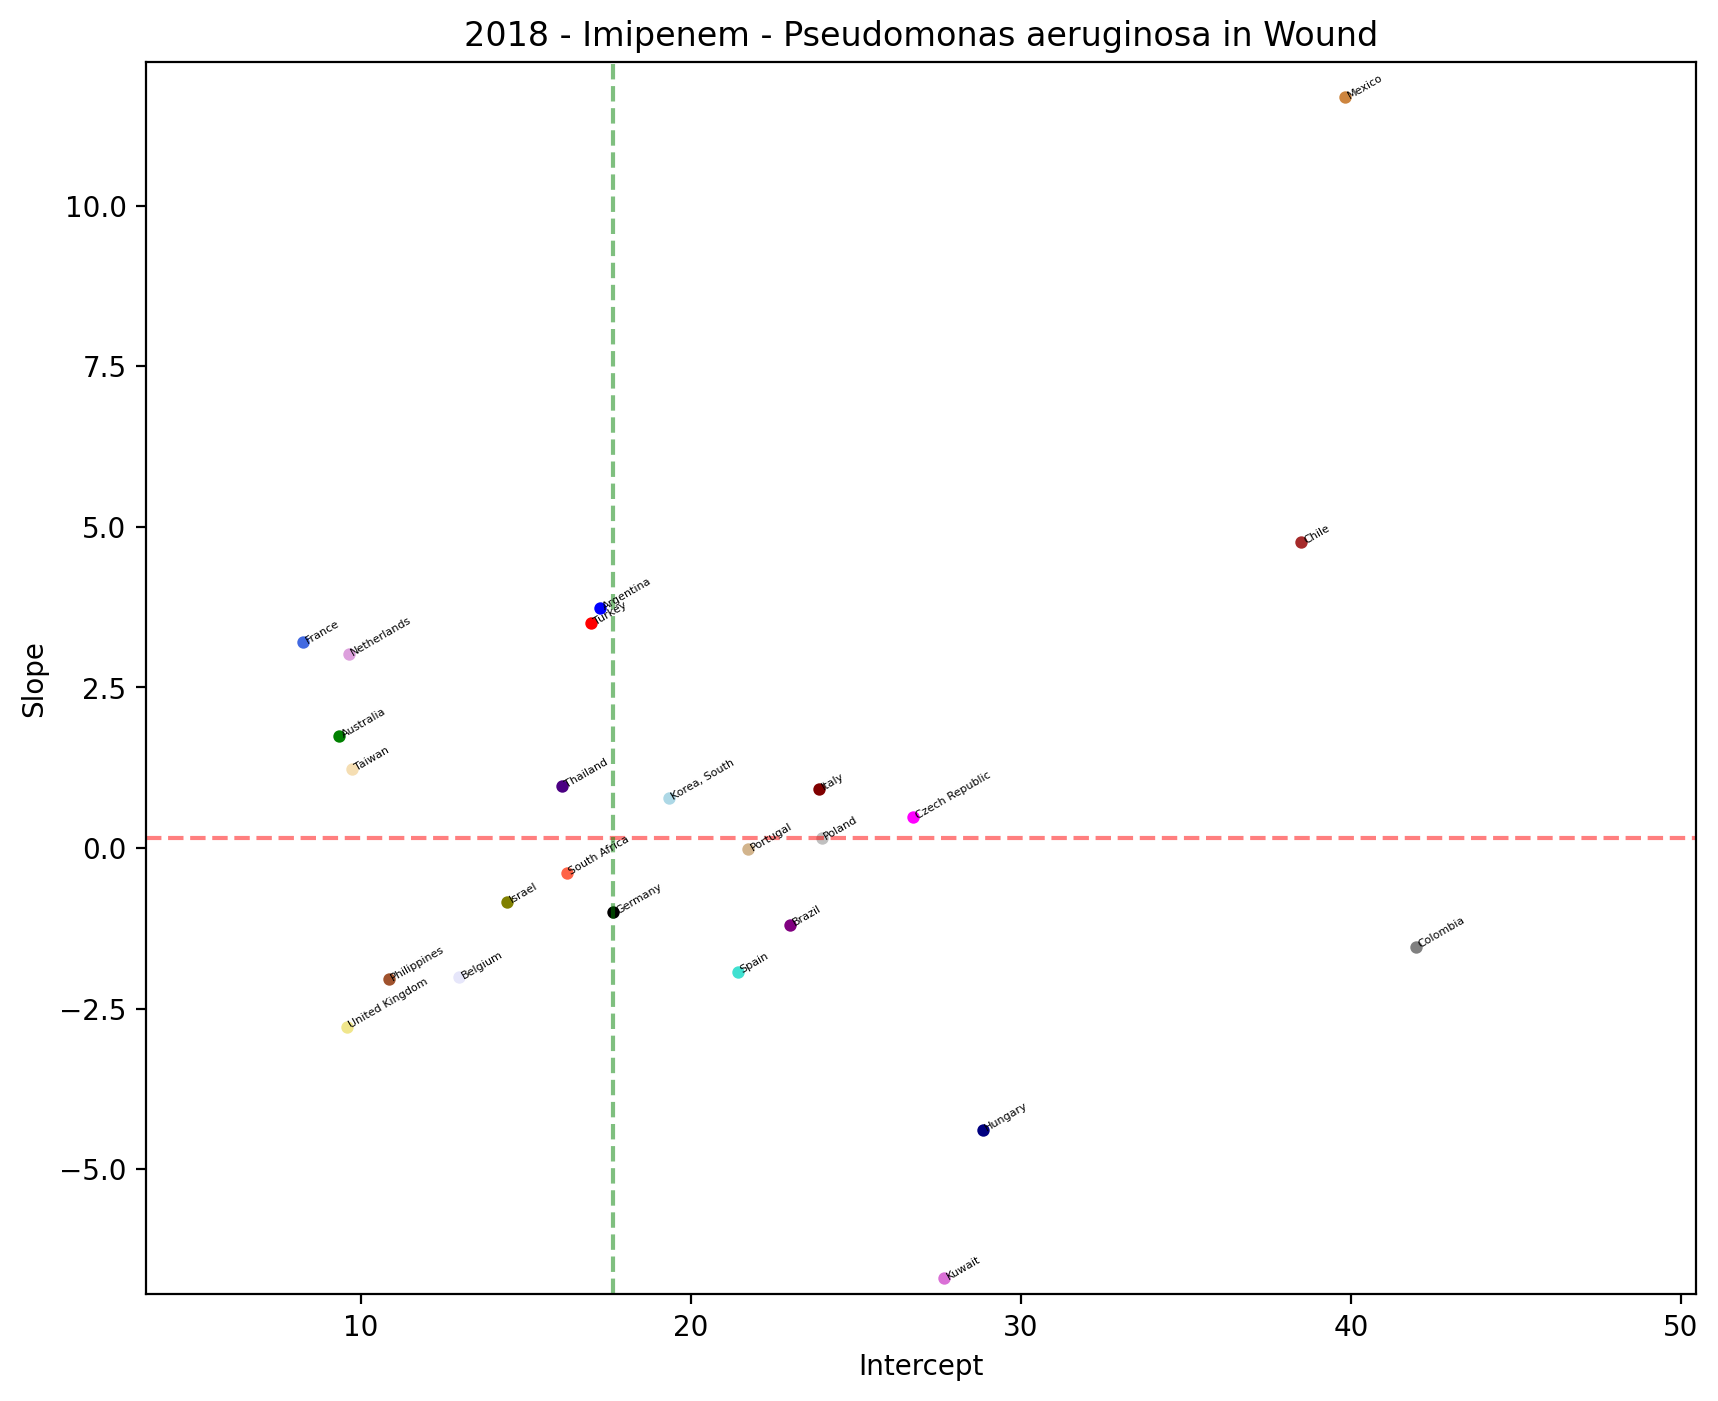 2018 - Imipenem - Pseudomonas aeruginosa in Wound
Mexico
10.0
7.5
Chile
5.0
Argentina
Turkey
France
Netherlands
Slope
2.5
Australia
Taiwan
Thailand
Korea, South
Italy
Czech Republic
Poland
Portugal
0.0
South Africa
Israel
Germany
Brazil
Colombia
Philippines
Belgium
Spain
−2.5
United Kingdom
Hungary
−5.0
Kuwait
10 20 30 40 50
Intercept